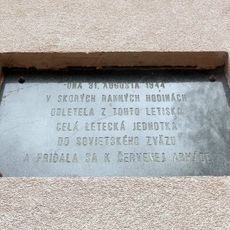 DŇA 31. AUGUSTA 1944
V SKORÝCH RANNÝCH HODINÁCH
ODLETELA Z TOHTO LETISKA
CELÁ LETECKÁ JEDNOTKA
DO SOVIETSKÉHO ZVÄZU
A PRIDALA SA K ČERVENEJ ARMÁDE